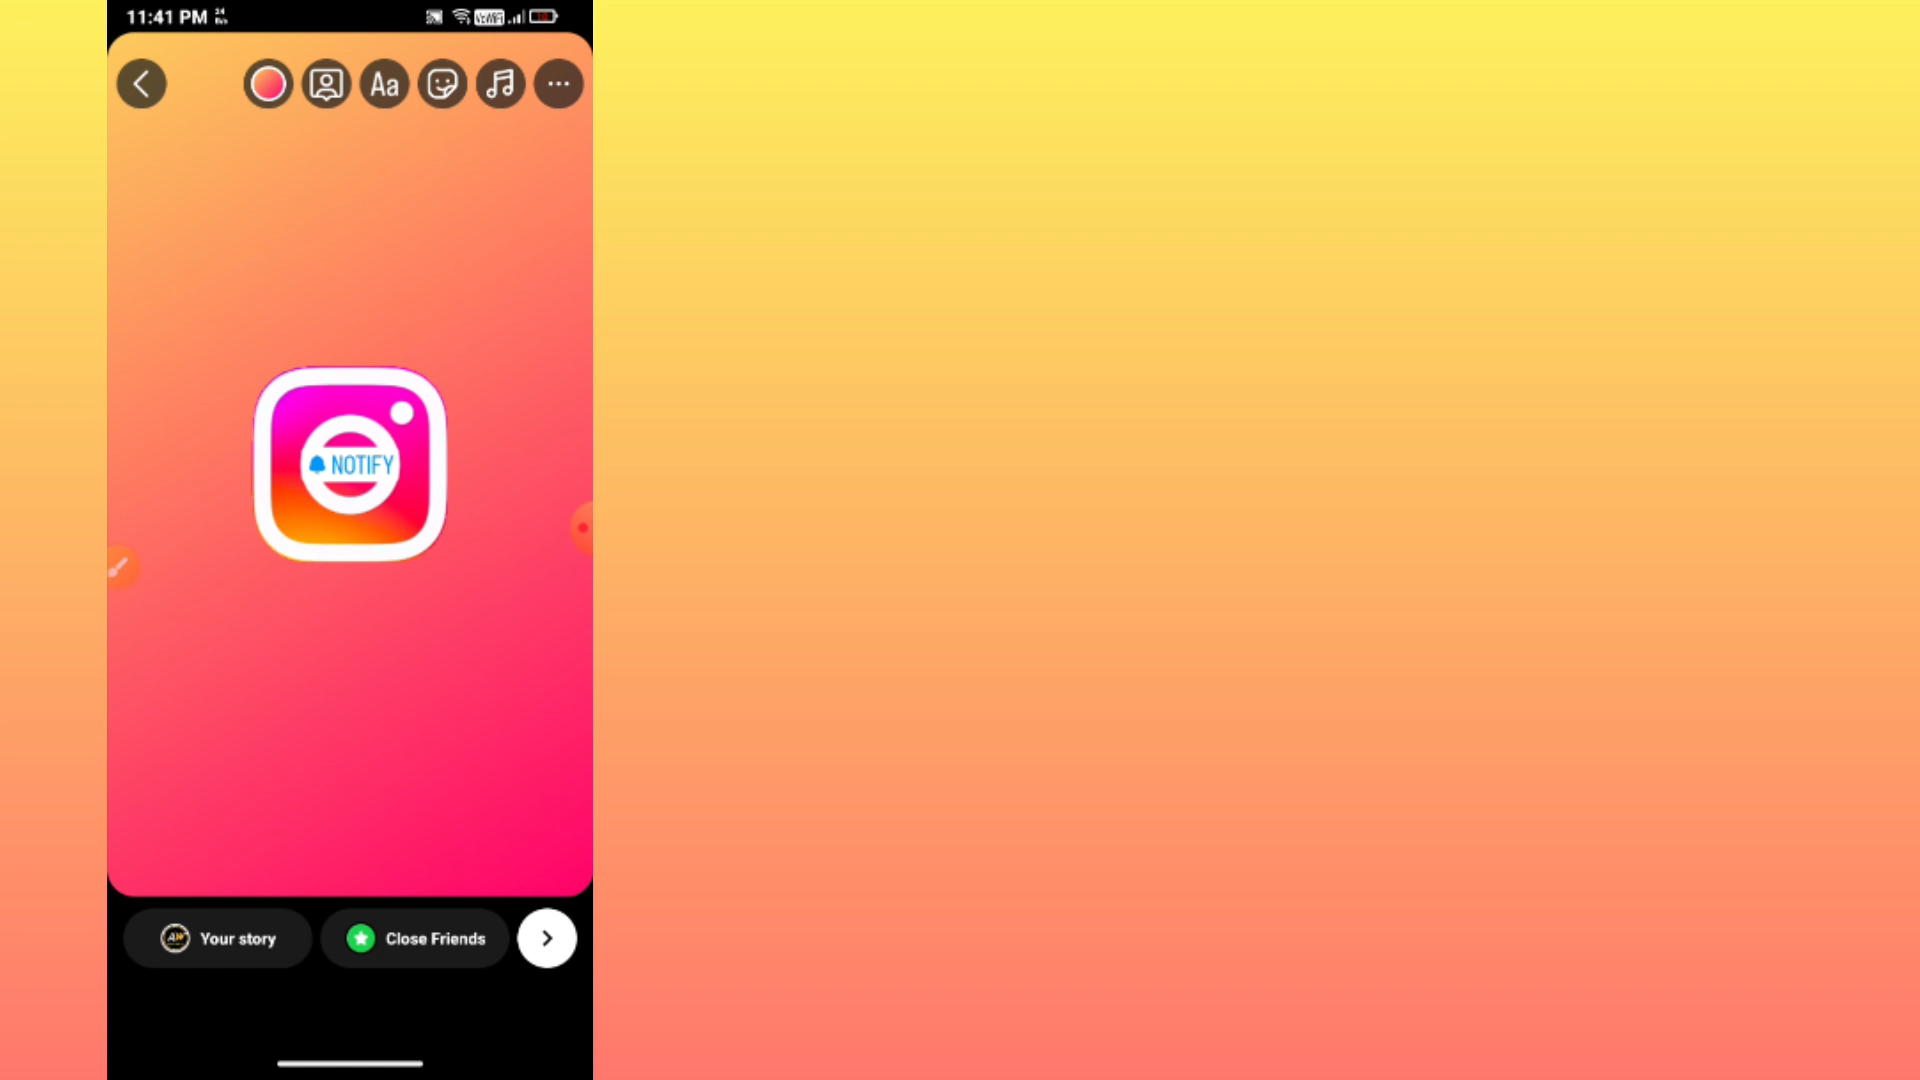 11:41 PM
Aa
NOTIFY
Your story
Close Friends